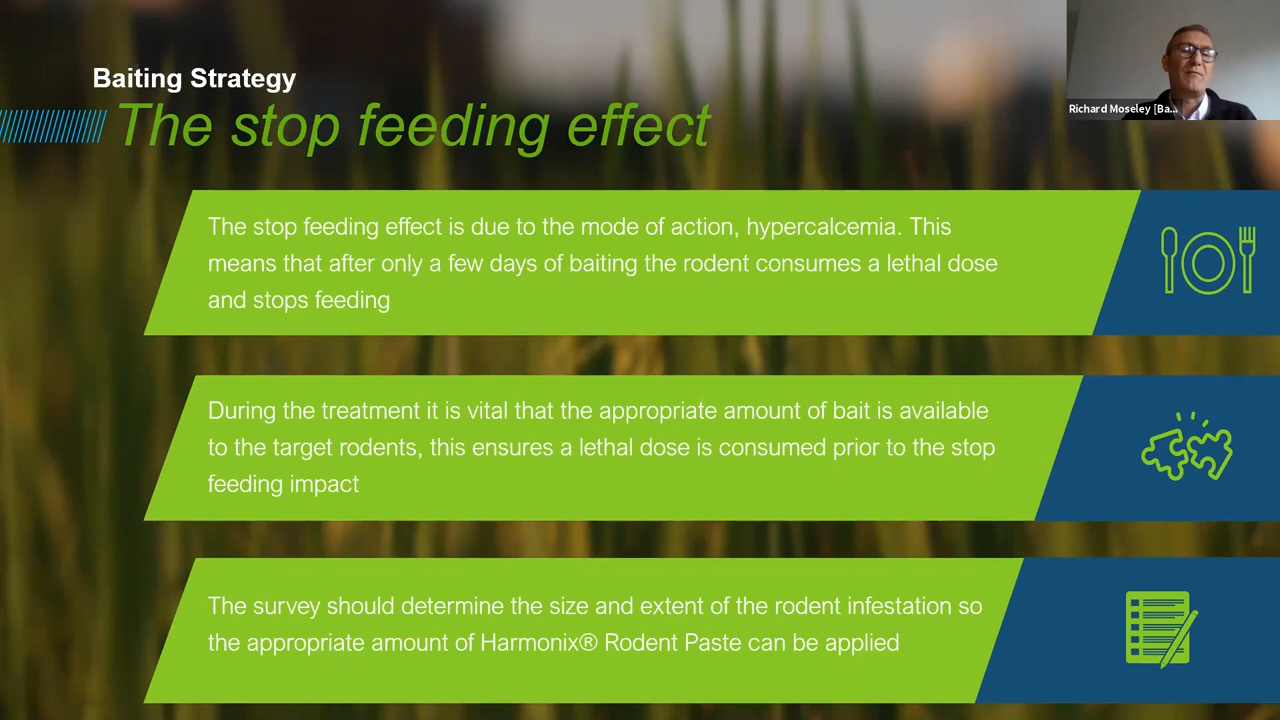 Baiting Strategy
The stop feeding effect
Richard Moseley [Ba...
The stop feeding effect is due to the mode of action, hypercalcemia. This
means that after only a few days of baiting the rodent consumes a lethal dose
and stops feeding
During the treatment it is vital that the appropriate amount of bait is available
to the target rodents, this ensures a lethal dose is consumed prior to the stop
feeding impact
The survey should determine the size and extent of the rodent infestation so
the appropriate amount of Harmonix® Rodent Paste can be applied